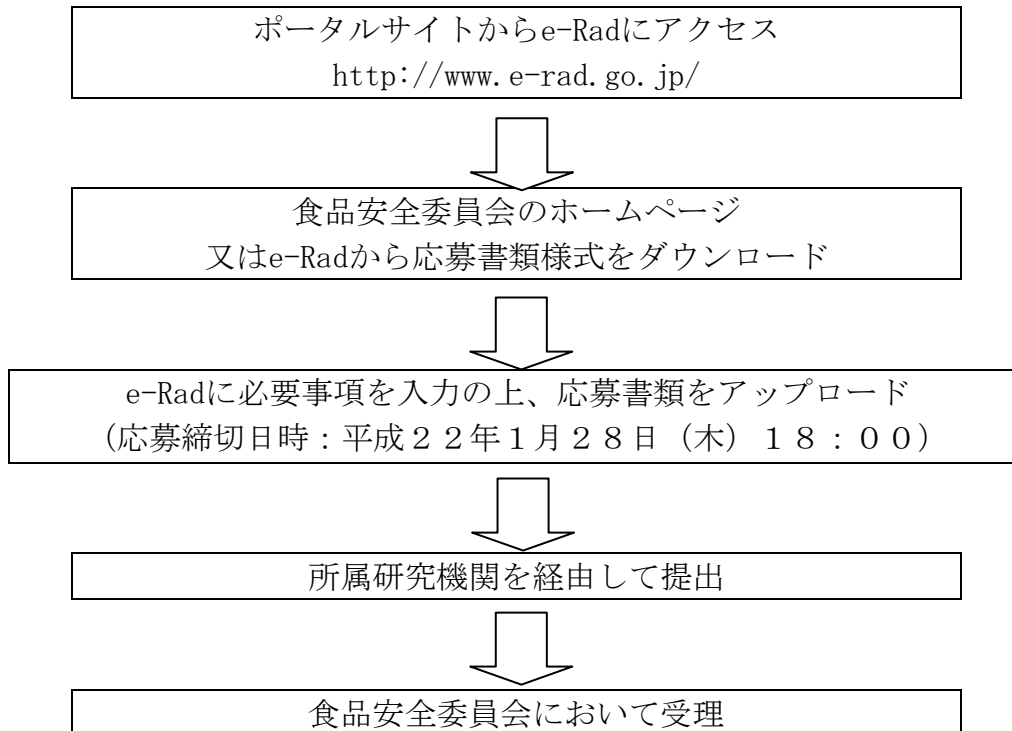 ポータルサイトからe-Radにアクセス
http://www.e-rad.go.jp/
食品安全委員会のホームページ
又はe-Radから応募書類様式をダウンロード
e-Radに必要事項を入力の上、応募書類をアップロード
(応募締切日時：平成２２年１月２８日（木）１８：００）
所属研究機関を経由して提出
食品安全委員会において受理